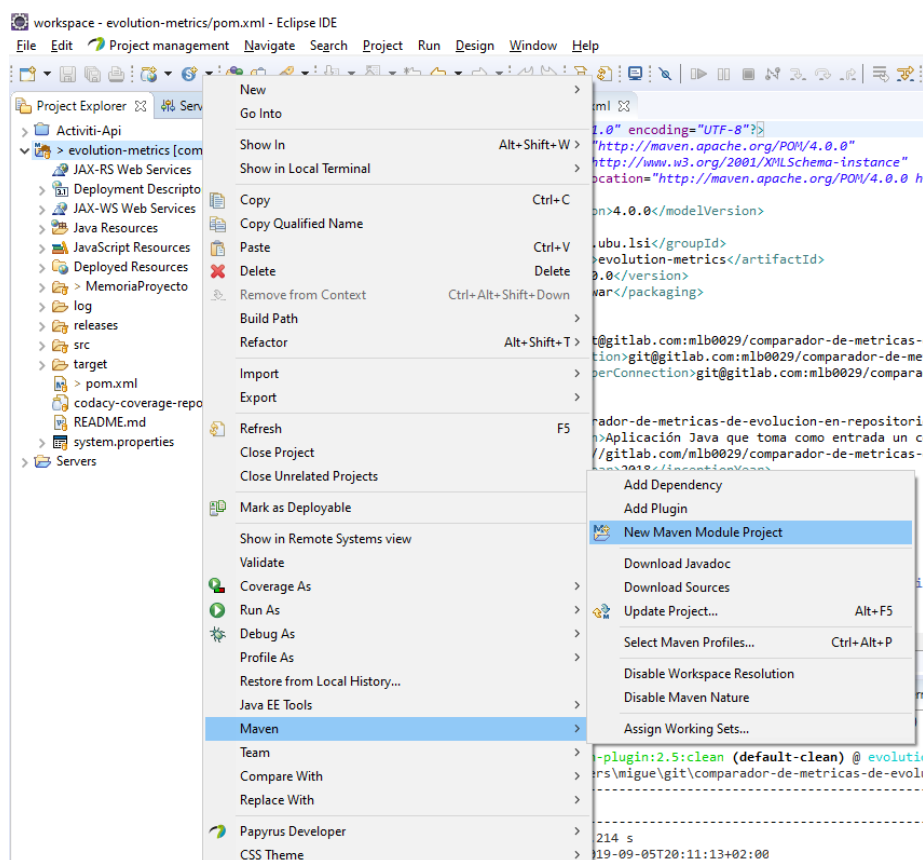 workspace - evolution-metrics/pom.xml - Eclipse IDE
File Edit Project management Navigate Search Project Run Design Window Help
Project Explorer
Activiti-Api
> evolution-metrics [com
JAX-RS Web Services
Deployment Descripto
JAX-WS Web Services
Java Resources
JavaScript Resources
Deployed Resources
> MemoriaProyecto
log
releases
src
target
> pom.xml
codacy-coverage-repo
README.md
system.properties
Servers
New
Go Into
Show In Alt+Shift+W >
Show in Local Terminal
Copy Ctrl+C
Copy Qualified Name
Paste Ctrl+V
Delete Delete
Remove from Context Ctrl+Alt+Shift+Down
Build Path
Refactor Alt+Shift+T >
Import
Export
Refresh F5
Close Project
Close Unrelated Projects
Mark as Deployable
Show in Remote Systems view
Validate
Coverage As
Run As
Debug As
Profile As
Restore from Local History...
Java EE Tools
Maven
Team
Compare With
Replace With
Papyrus Developer
CSS Theme
Add Dependency
Add Plugin
New Maven Module Project
Download Javadoc
Download Sources
Update Project... Alt+F5
Select Maven Profiles... Ctrl+Alt+P
Disable Workspace Resolution
Disable Maven Nature
Assign Working Sets...
1.0" encoding="UTF-8"?>
"http://maven.apache.org/POM/4.0.0"
http://www.w3.org/2001/XMLSchema-instance"
ocation="http://maven.apache.org/POM/4.0.0 h
on>4.0.0</modelVersion>
.ubu.lsi</groupId>
>evolution-metrics</artifactId>
0.0</version>
war</packaging>
t@gitlab.com:mlb0029/comparador-de-metricas-
tion>git@gitlab.com:mlb0029/comparador-de-me
perConnection>git@gitlab.com:mlb0029/compara
rador-de-metricas-de-evolucion-en-repositori
n>Aplicación Java que toma como entrada un c
//gitlab.com/mlb0029/comparador-de-metricas-
ear>2018</inceptionYear>
n-plugin:2.5:clean (default-clean) @ evoluti
ers\migue\git\comparador-de-metricas-de-evol
214 s
019-09-05T20:11:13+02:00